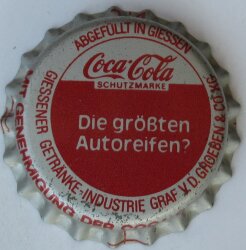 ABGEFÜLLT IN GIESSEN
Coca-Cola
SCHUTZMARKE
Die größten
Autoreifen?
GIESSENER GETRÄNKE-INDUSTRIE GRAF V.D. GROEBEN & CO KG.
MIT GENEHMIGUNG DER